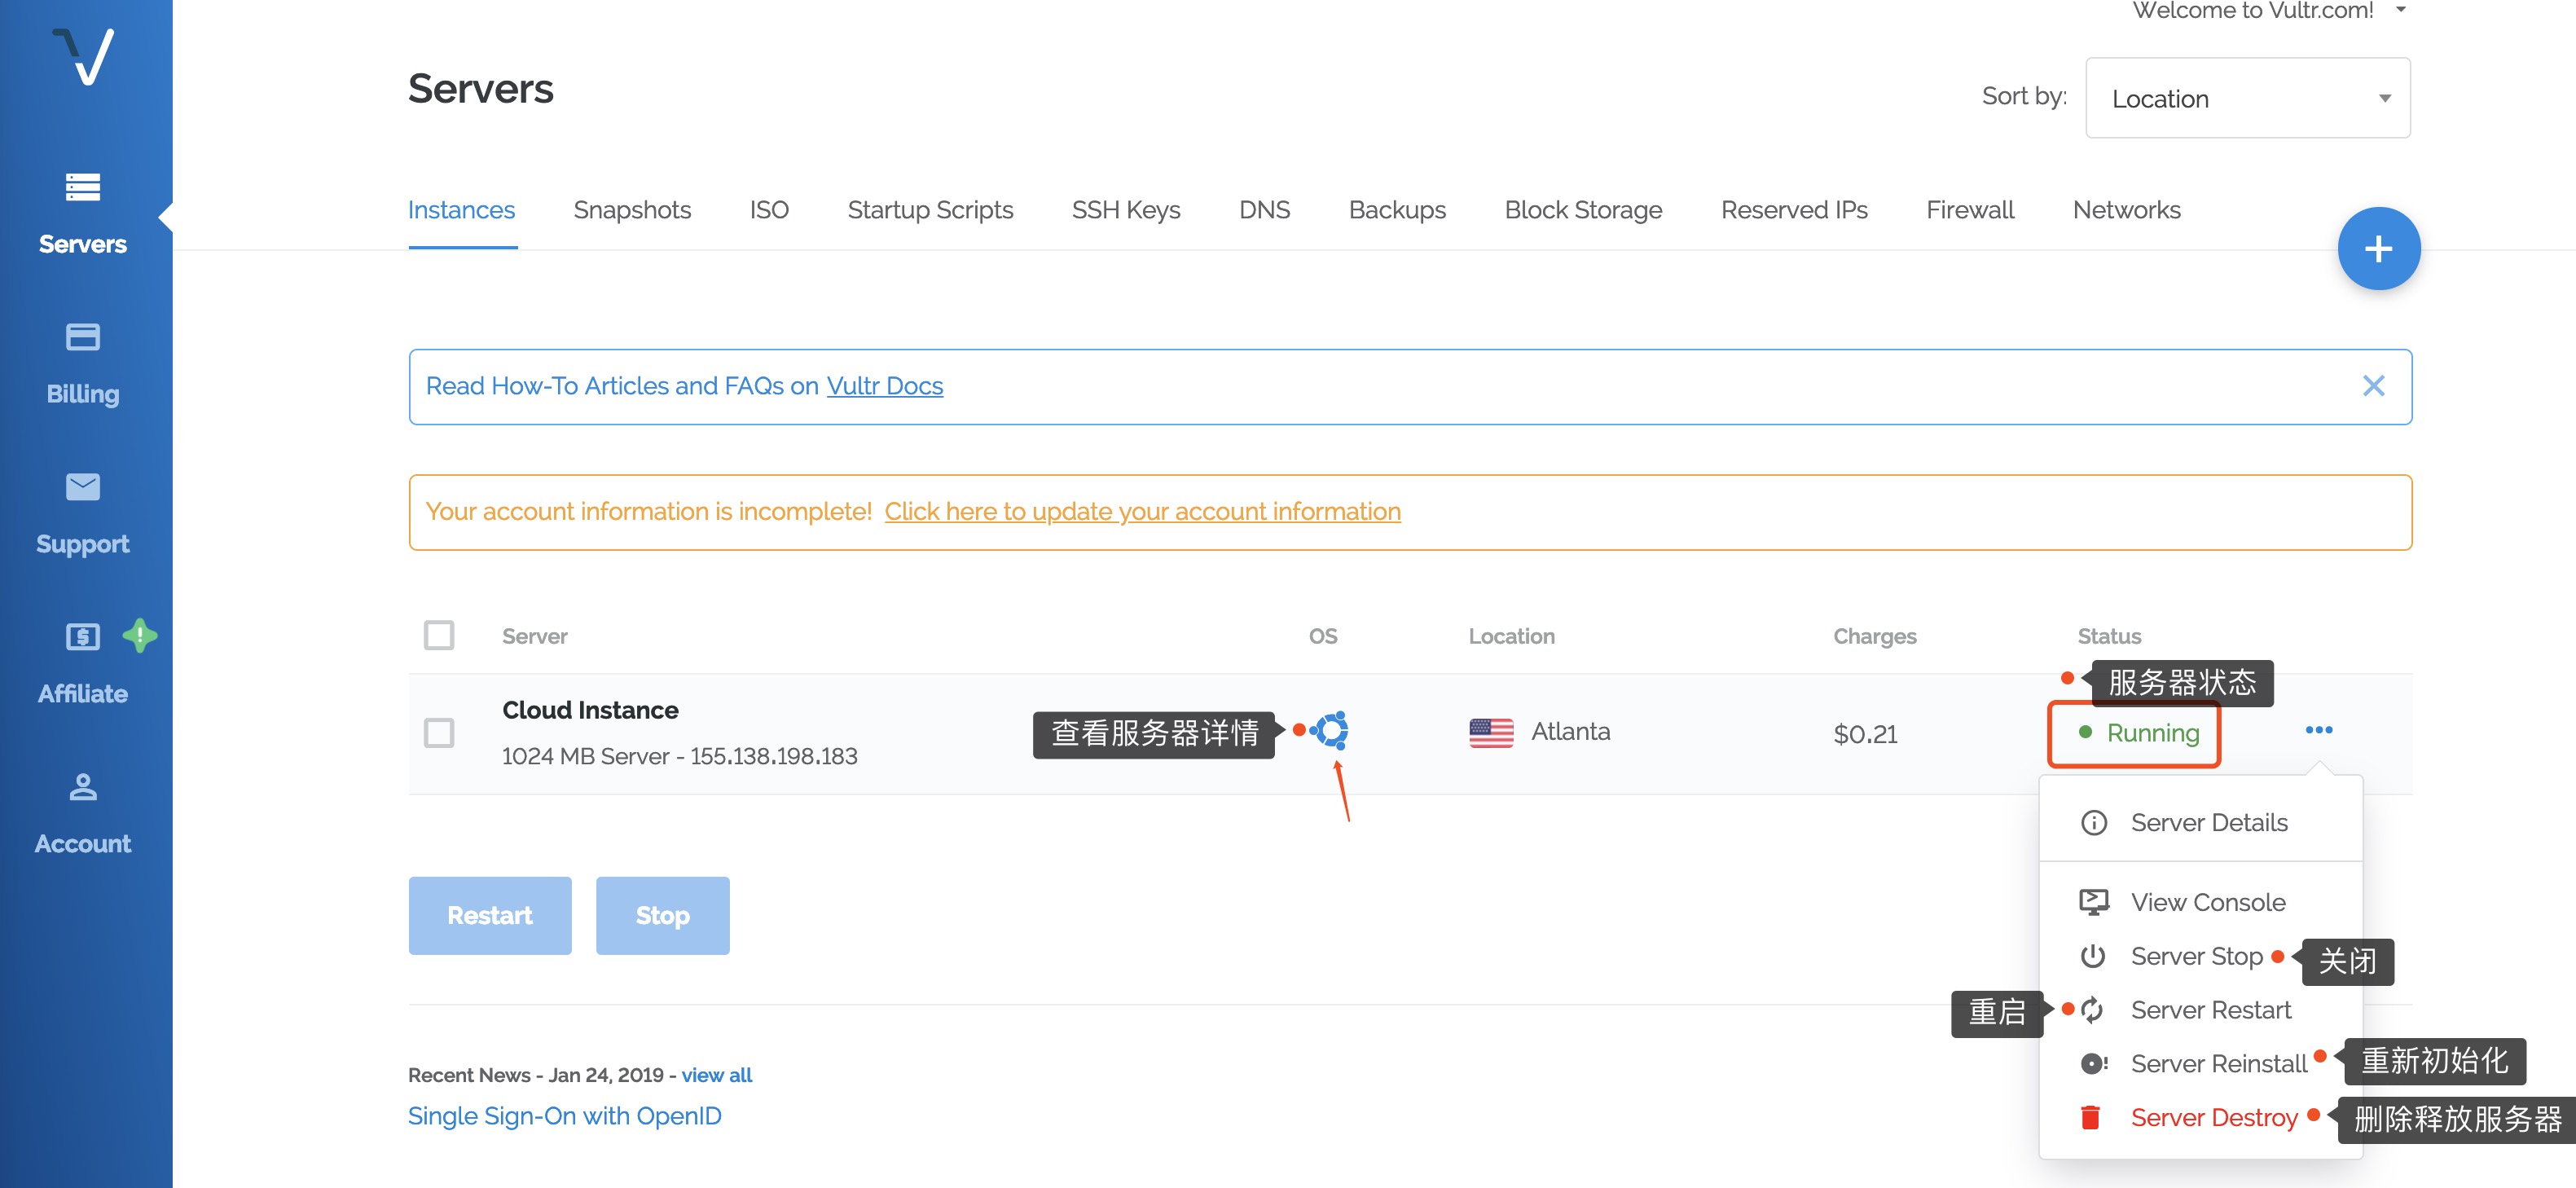 Welcome to Vultr.com!
Servers
Sort by:
Location
Instances
Snapshots
ISO
Startup Scripts
SSH Keys
DNS
Backups
Block Storage
Reserved IPs
Firewall
Networks
Servers
Billing
Support
Affiliate
Account
Read How-To Articles and FAQs on Vultr Docs
Your account information is incomplete! Click here to update your account information
Server
OS
Location
Charges
Status
服务器状态
Cloud Instance
1024 MB Server - 155.138.198.183
查看服务器详情
Atlanta
$0.21
Running
Server Details
View Console
Server Stop
关闭
重启
Server Restart
Server Reinstall
重新初始化
Server Destroy
删除释放服务器
Restart
Stop
Recent News - Jan 24, 2019 - view all
Single Sign-On with OpenID